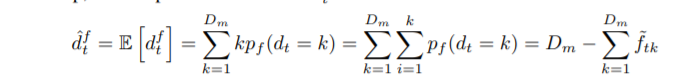 $\hat{d}_t^f = \mathbb{E}\left[d_t^f\right] = \sum_{k=1}^{D_m} k p_f(d_t = k) = \sum_{k=1}^{D_m} \sum_{i=1}^{k} p_f(d_t = k) = D_m - \sum_{k=1}^{D_m} \tilde{f}_{tk}$